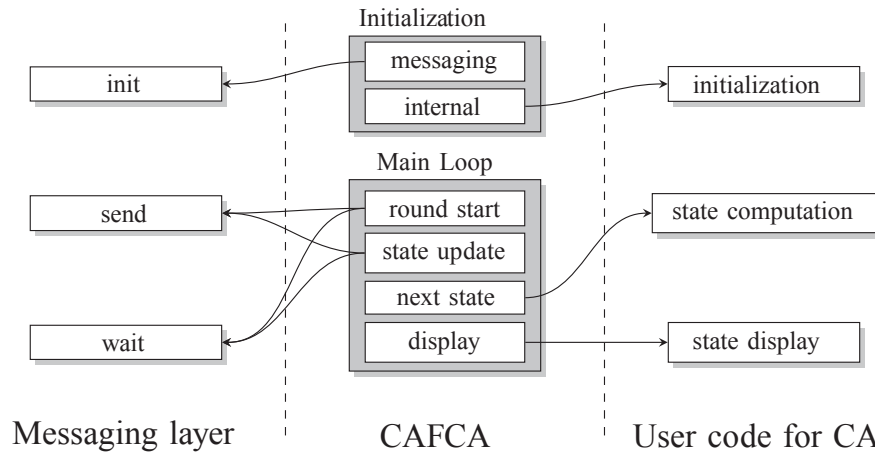 Initialization
messaging
init
initialization
internal
Main Loop
send
round start
state computation
state update
next state
wait
display
state display
Messaging layer
CAFCA
User code for CA